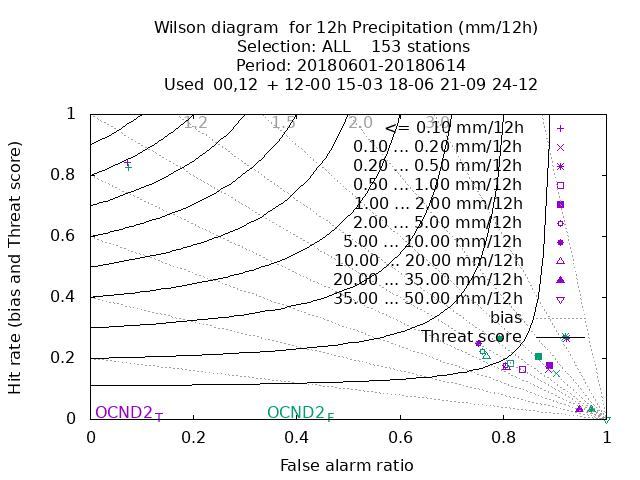 Wilson diagram  for 12h Precipitation (mm/12h)
Selection: ALL    153 stations
Period: 20180601-20180614
Used  00,12  + 12-00 15-03 18-06 21-09 24-12
Hit rate (bias and Threat score)
1
0.8
0.6
0.4
0.2
0
1.2
1.5
2.0
3.0
<= 0.10 mm/12h
0.10 ... 0.20 mm/12h
0.20 ... 0.50 mm/12h
0.50 ... 1.00 mm/12h
1.00 ... 2.00 mm/12h
2.00 ... 5.00 mm/12h
5.00 ... 10.00 mm/12h
10.00 ... 20.00 mm/12h
20.00 ... 35.00 mm/12h
35.00 ... 50.00 mm/12h
bias
Threat score
OCND2_T
OCND2_F
0
0.2
0.4
0.6
0.8
1
False alarm ratio